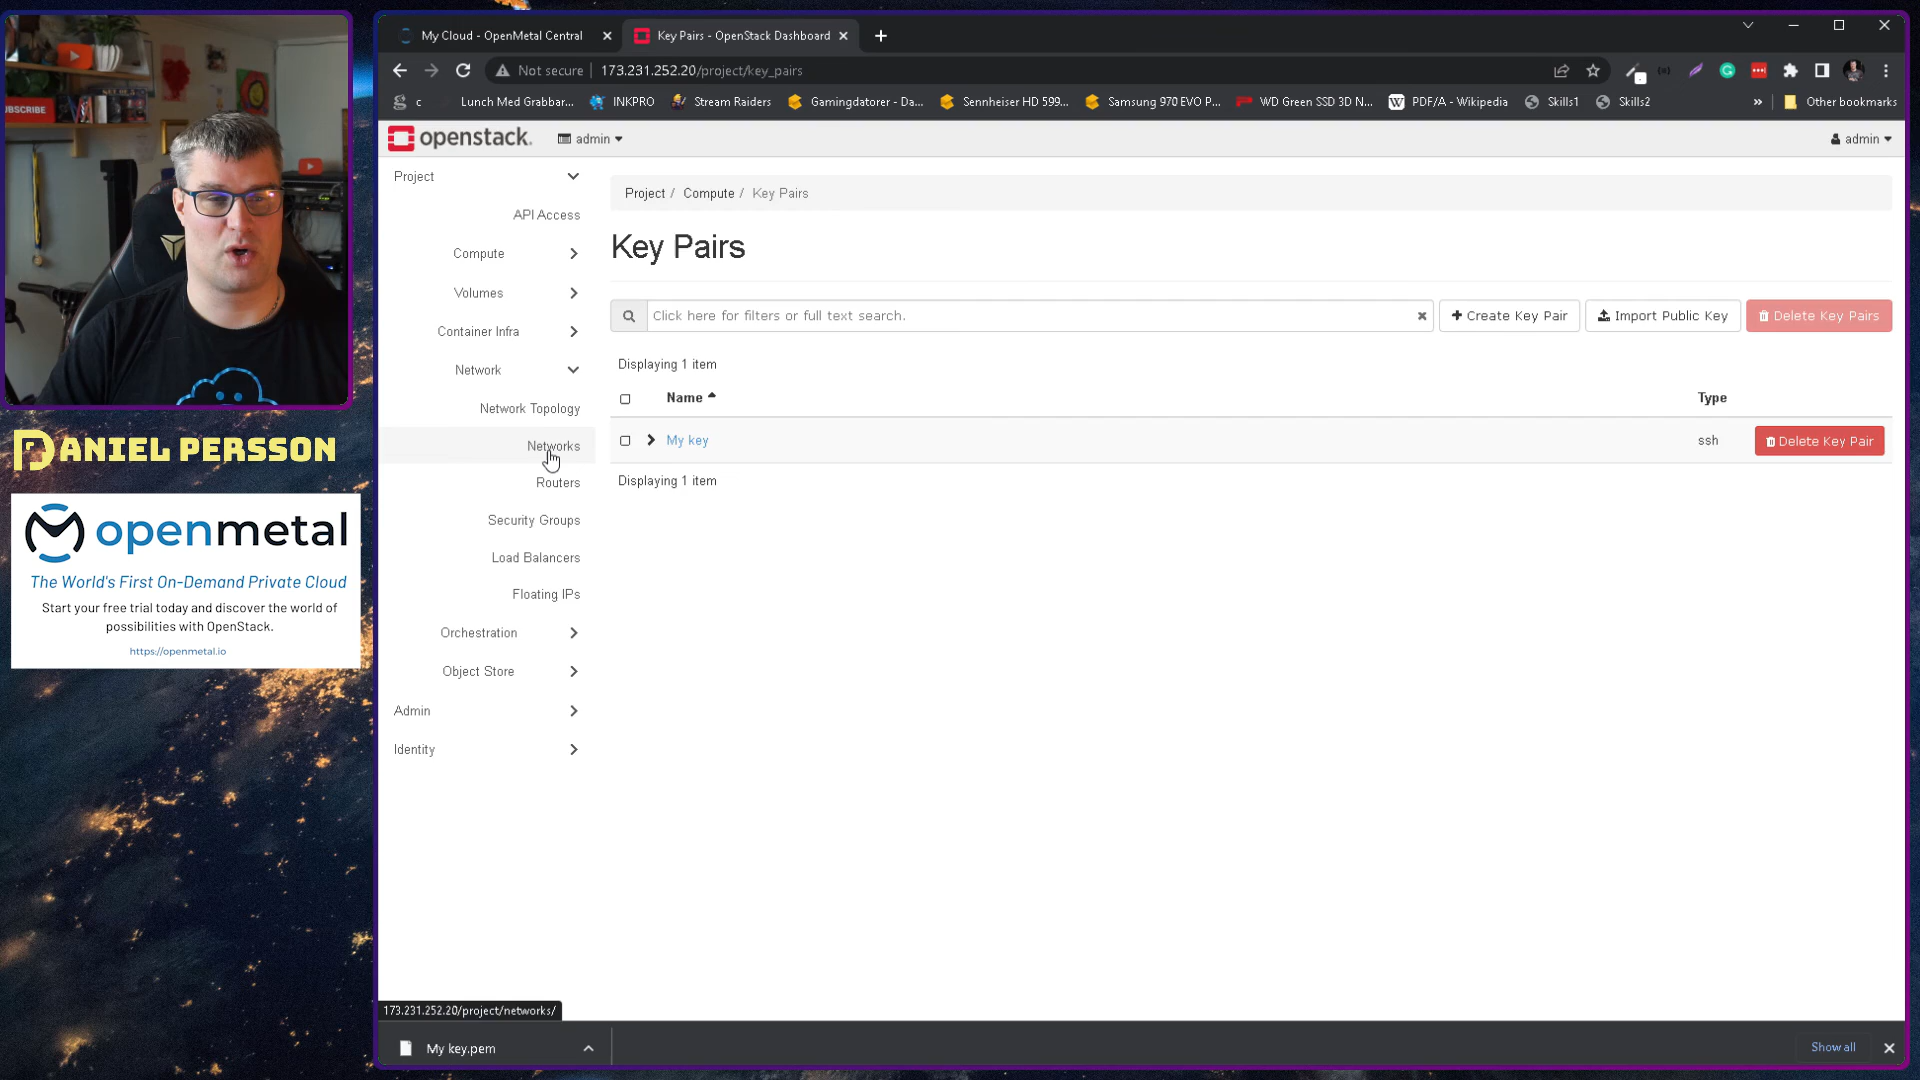 SUBSCRIBE
DANIEL PERSSON
openmetal
The World's First On-Demand Private Cloud
Start your free trial today and discover the world of
possibilities with OpenStack.
https://openmetal.io
My Cloud - OpenMetal Central
Key Pairs - OpenStack Dashboard
Not secure
173.231.252.20/project/key_pairs
c
Lunch Med Grabbar...
INKPRO
Stream Raiders
Gamingdatorer - Da...
Sennheiser HD 599...
Samsung 970 EVO P...
WD Green SSD 3D N...
PDF/A - Wikipedia
Skills1
Skills2
»
Other bookmarks
openstack.
admin
admin
Project
API Access
Compute
Volumes
Container Infra
Network
Network Topology
Networks
Routers
Security Groups
Load Balancers
Floating IPs
Orchestration
Object Store
Admin
Identity
Project / Compute / Key Pairs
Key Pairs
Click here for filters or full text search.
Create Key Pair
Import Public Key
Delete Key Pairs
Displaying 1 item
Name
Type
My key
ssh
Delete Key Pair
Displaying 1 item
173.231.252.20/project/networks/
My key.pem
Show all